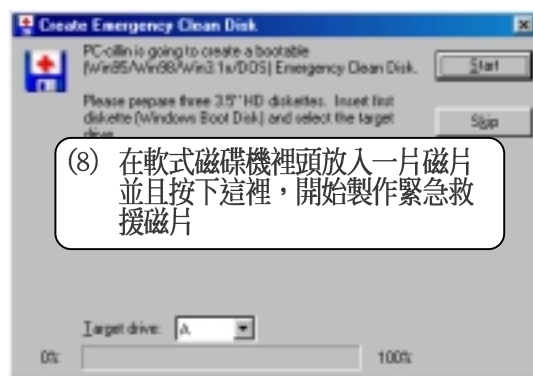 Create Emergency Clean Disk
PC-cillin is going to create a bootable
(Win95/Win98/Win3.1x/DOS) Emergency Clean Disk.
Start
Please prepare three 3.5" HD diskettes. Insert first
diskette (Windows Boot Disk) and select the target
drive.
Skip
(8) 在軟式磁碟機裡頭放入一片磁片
並且按下這裡，開始製作緊急救
援磁片
Target drive: A
0% 100%